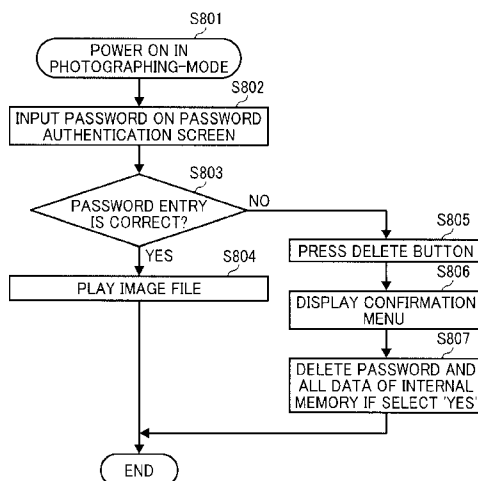 S801
POWER ON IN
PHOTOGRAPHING-MODE
S802
INPUT PASSWORD ON PASSWORD
AUTHENTICATION SCREEN
S803
PASSWORD ENTRY
IS CORRECT?
NO
YES
S804
PLAY IMAGE FILE
S805
PRESS DELETE BUTTON
S806
DISPLAY CONFIRMATION
MENU
S807
DELETE PASSWORD AND
ALL DATA OF INTERNAL
MEMORY IF SELECT 'YES'
END